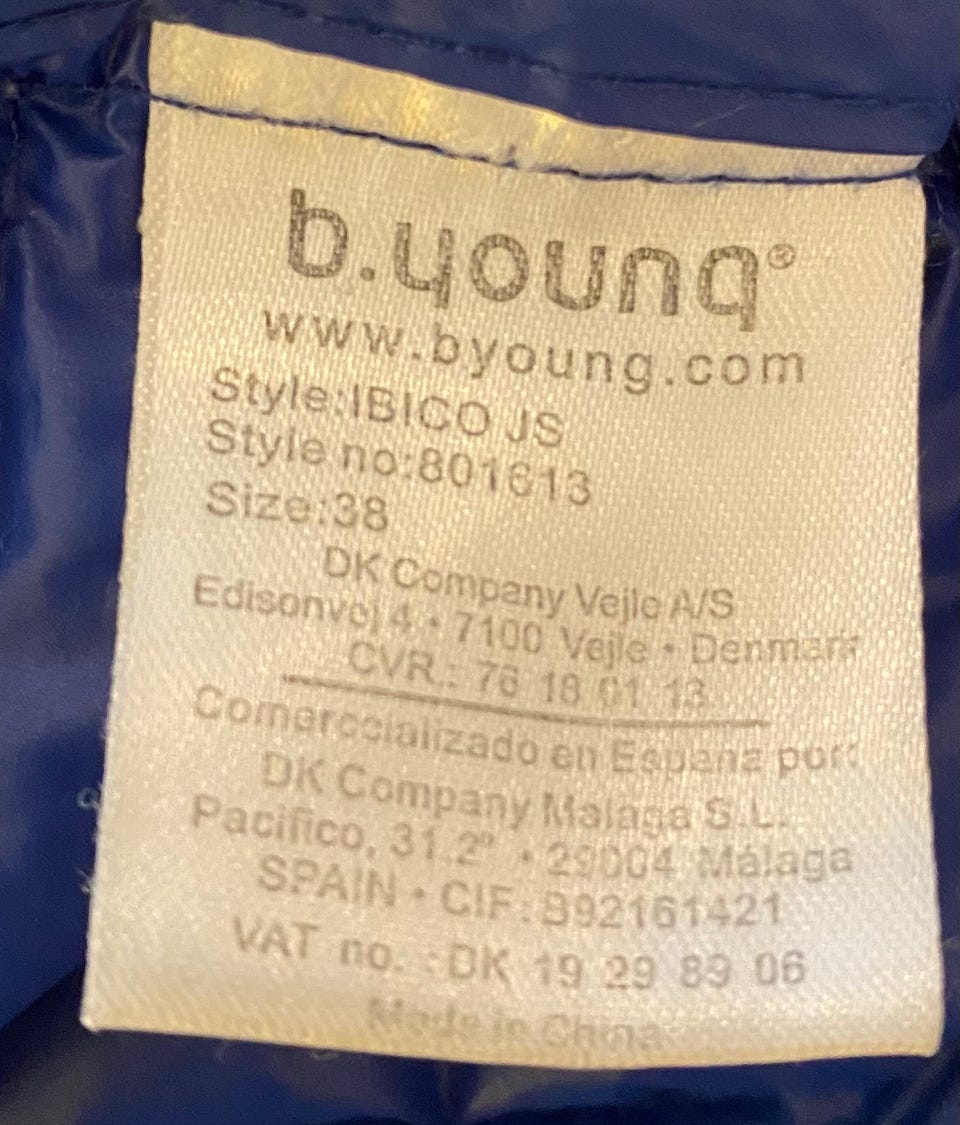 b.young®
www.byoung.com
Style:IBICO JS
Style no:801613
Size:38
DK Company Vejle A/S
Edisonvej 4 • 7100 Vejle • Denmark
CVR.: 76 18 01 13
Comercializado en Espana por:
DK Company Malaga S.L.
Pacifico, 31.2° • 29004 Málaga
SPAIN • CIF.:B92161421
VAT no. :DK 19 29 89 06
Made in China